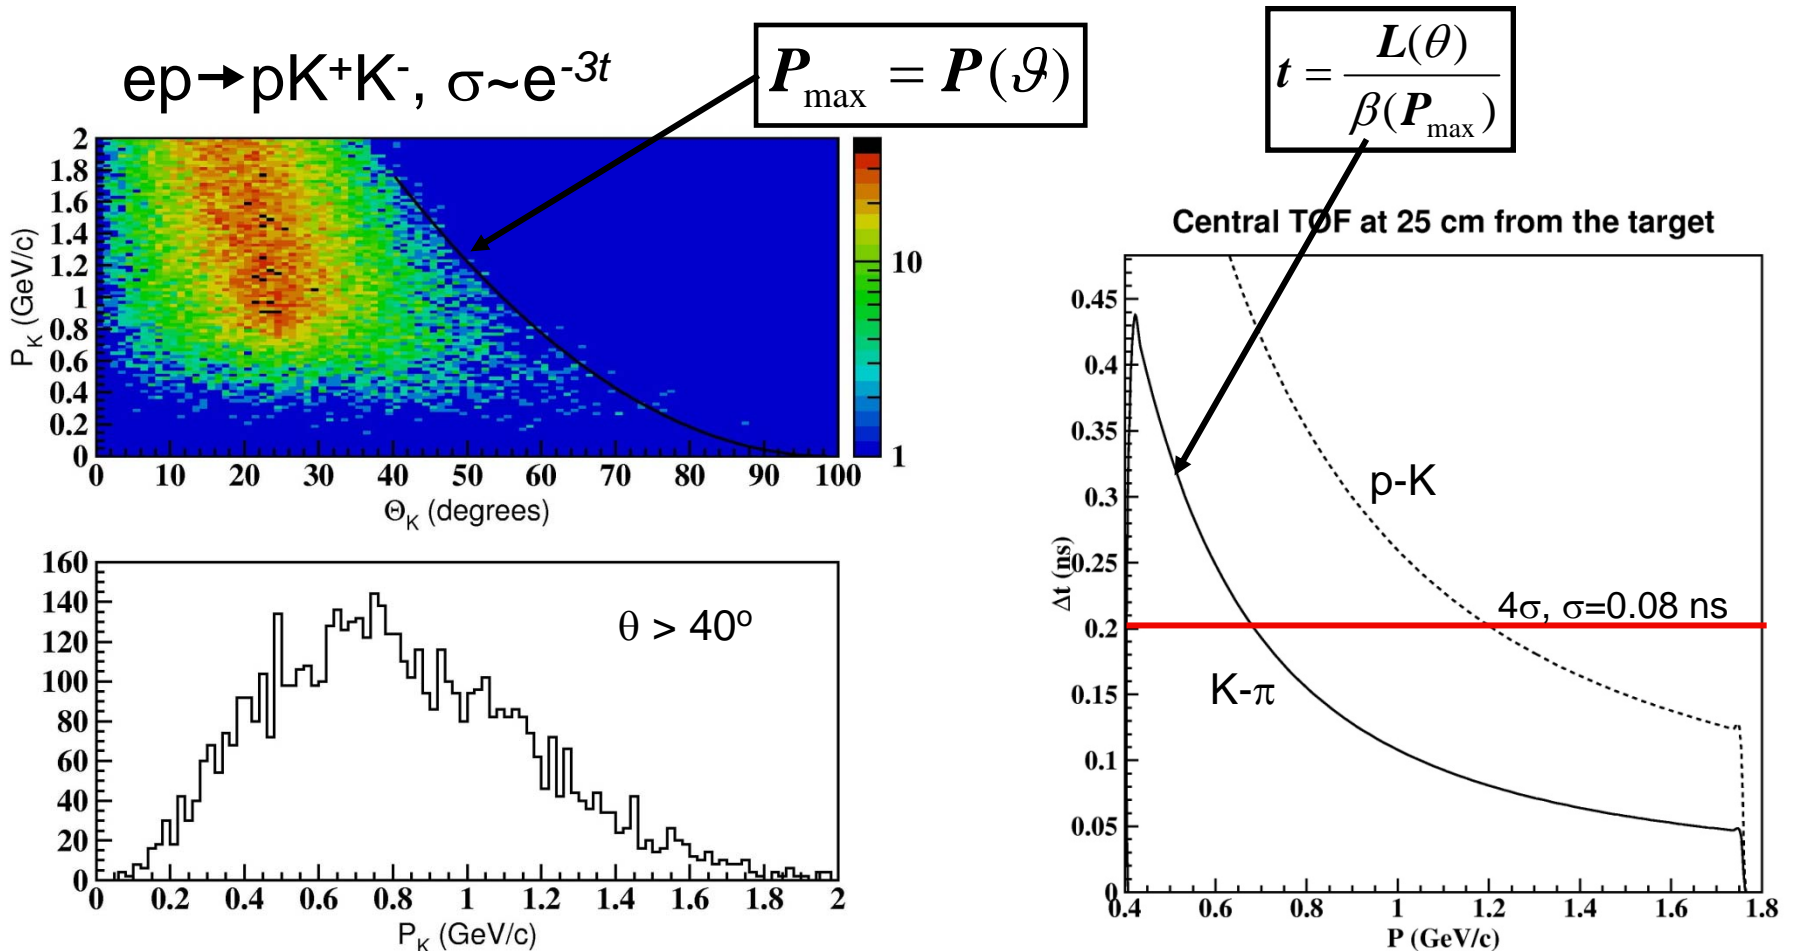 ep→pK⁺K⁻, σ~e⁻³ᵗ
P_max = P(ϑ)
t = L(θ) / β(P_max)
2
1.8
1.6
1.4
1.2
1
0.8
0.6
0.4
0.2
0
P_K (GeV/c)
0 10 20 30 40 50 60 70 80 90 100
Θ_K (degrees)
10
1
160
140
120
100
80
60
40
20
0
θ > 40º
0 0.2 0.4 0.6 0.8 1 1.2 1.4 1.6 1.8 2
P_K (GeV/c)
Central TOF at 25 cm from the target
0.45
0.4
0.35
0.3
0.25
0.2
0.15
0.1
0.05
0
Δt (ns)
p-K
4σ, σ=0.08 ns
K-π
0.4 0.6 0.8 1 1.2 1.4 1.6 1.8
P (GeV/c)